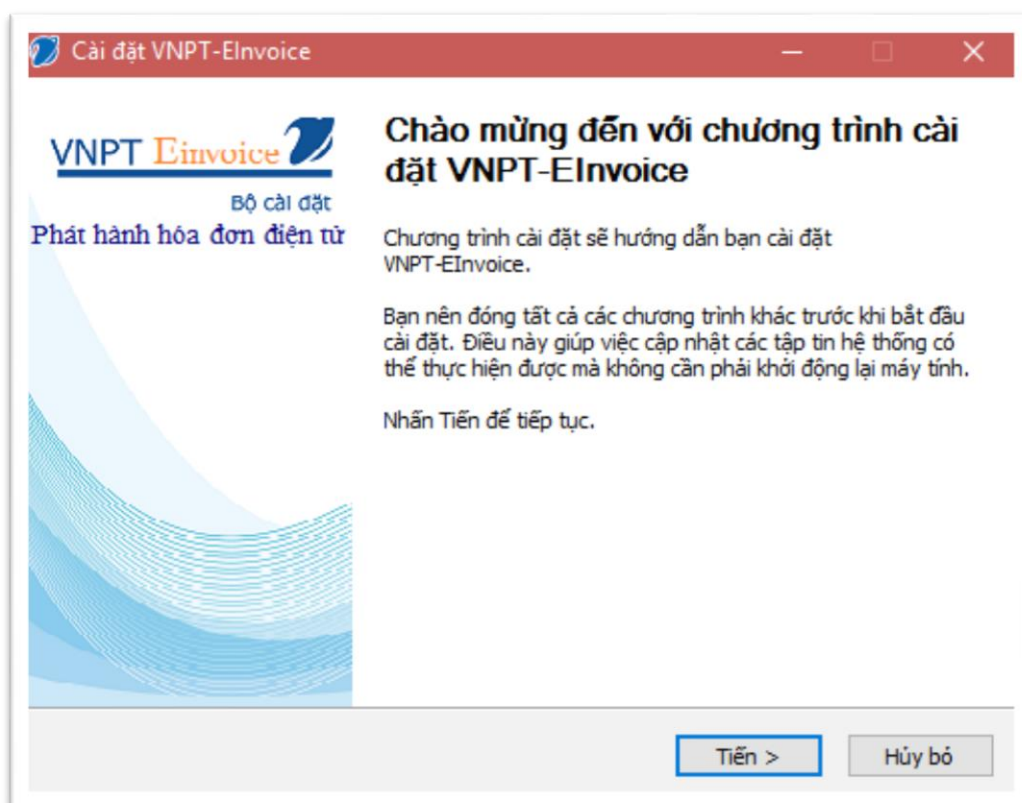 Cài đặt VNPT-EInvoice
VNPT Einvoice
Bộ cài đặt
Phát hành hóa đơn điện tử
Chào mừng đến với chương trình cài
đặt VNPT-EInvoice
Chương trình cài đặt sẽ hướng dẫn bạn cài đặt
VNPT-EInvoice.
Bạn nên đóng tất cả các chương trình khác trước khi bắt đầu
cài đặt. Điều này giúp việc cập nhật các tập tin hệ thống có
thể thực hiện được mà không cần phải khởi động lại máy tính.
Nhấn Tiến để tiếp tục.
Tiến >
Hủy bỏ